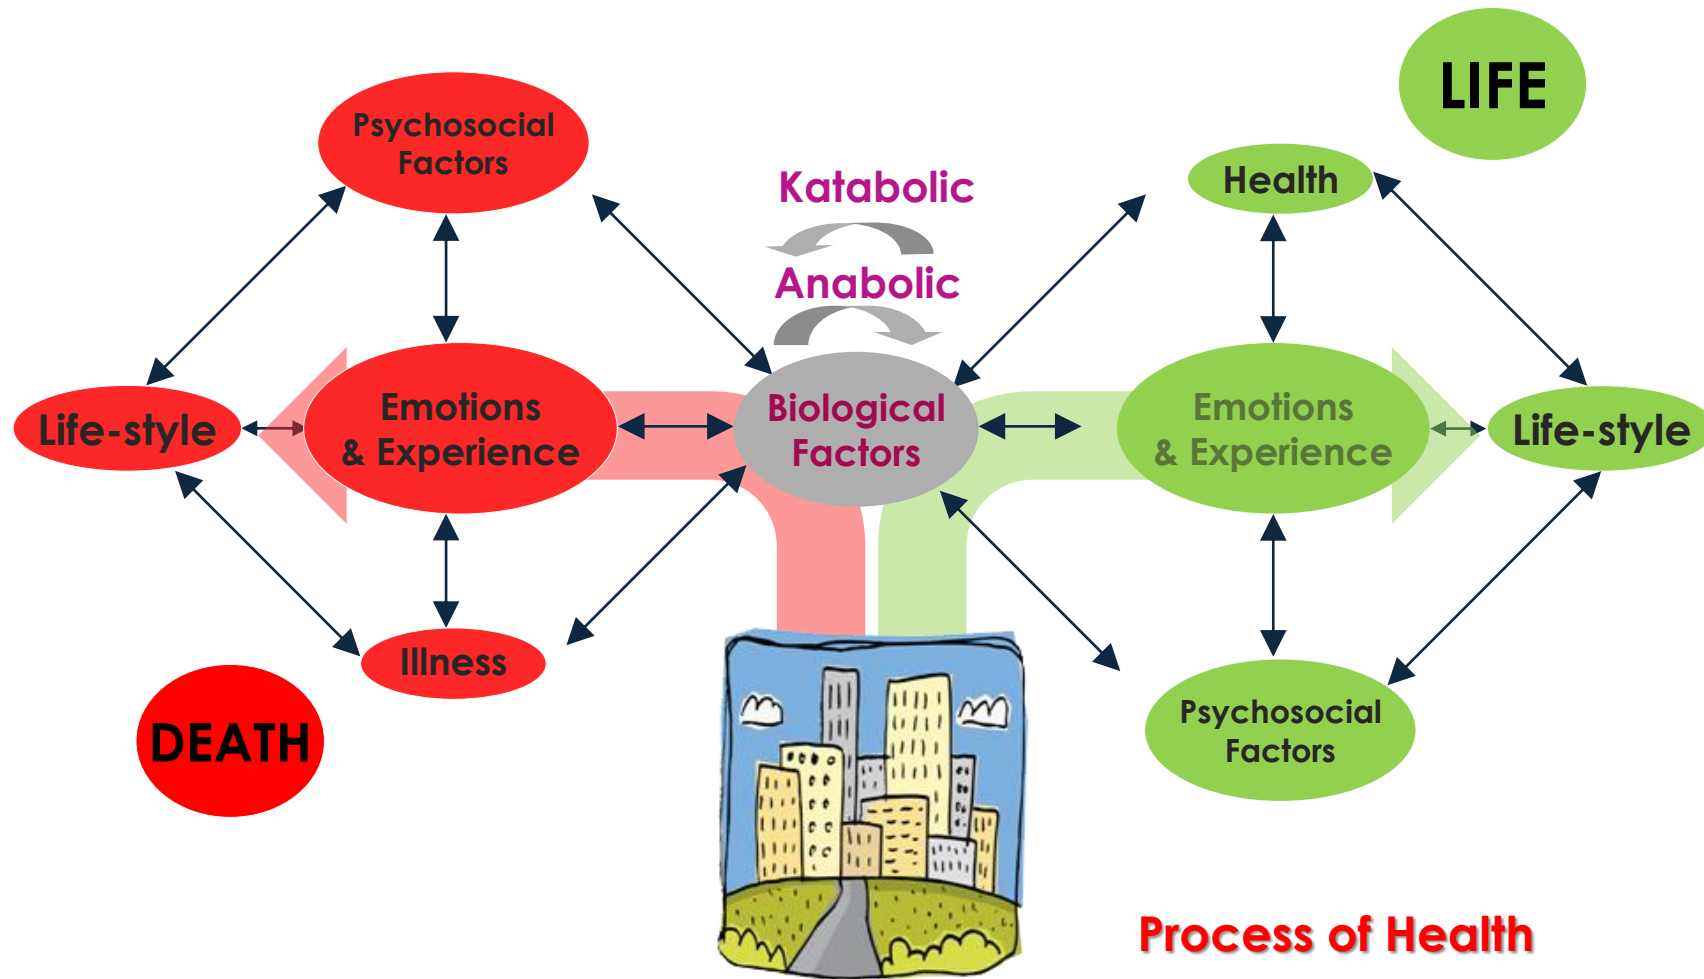 LIFE
Psychosocial
Factors
Katabolic
Health
Anabolic
Life-style
Emotions
& Experience
Biological
Factors
Emotions
& Experience
Life-style
Illness
DEATH
Psychosocial
Factors
Process of Health